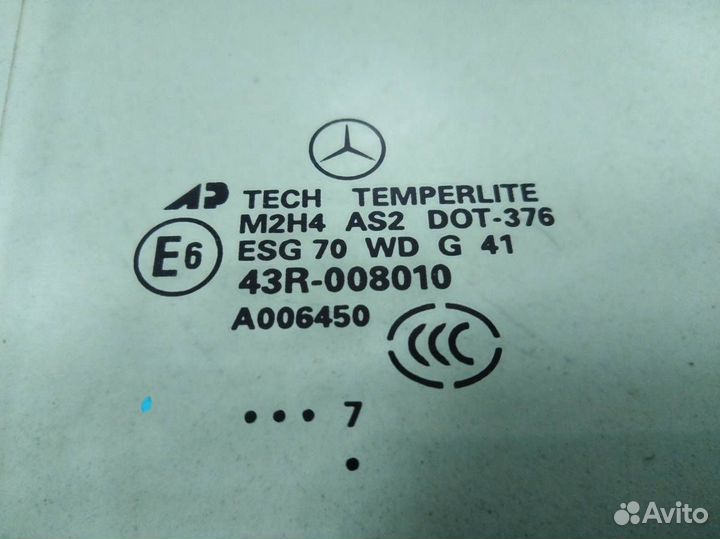 AP TECH TEMPERLITE
M2H4 AS2 DOT-376
E6 ESG 70 WD G 41
43R-008010
A006450
CCC
••• 7
•
Avito